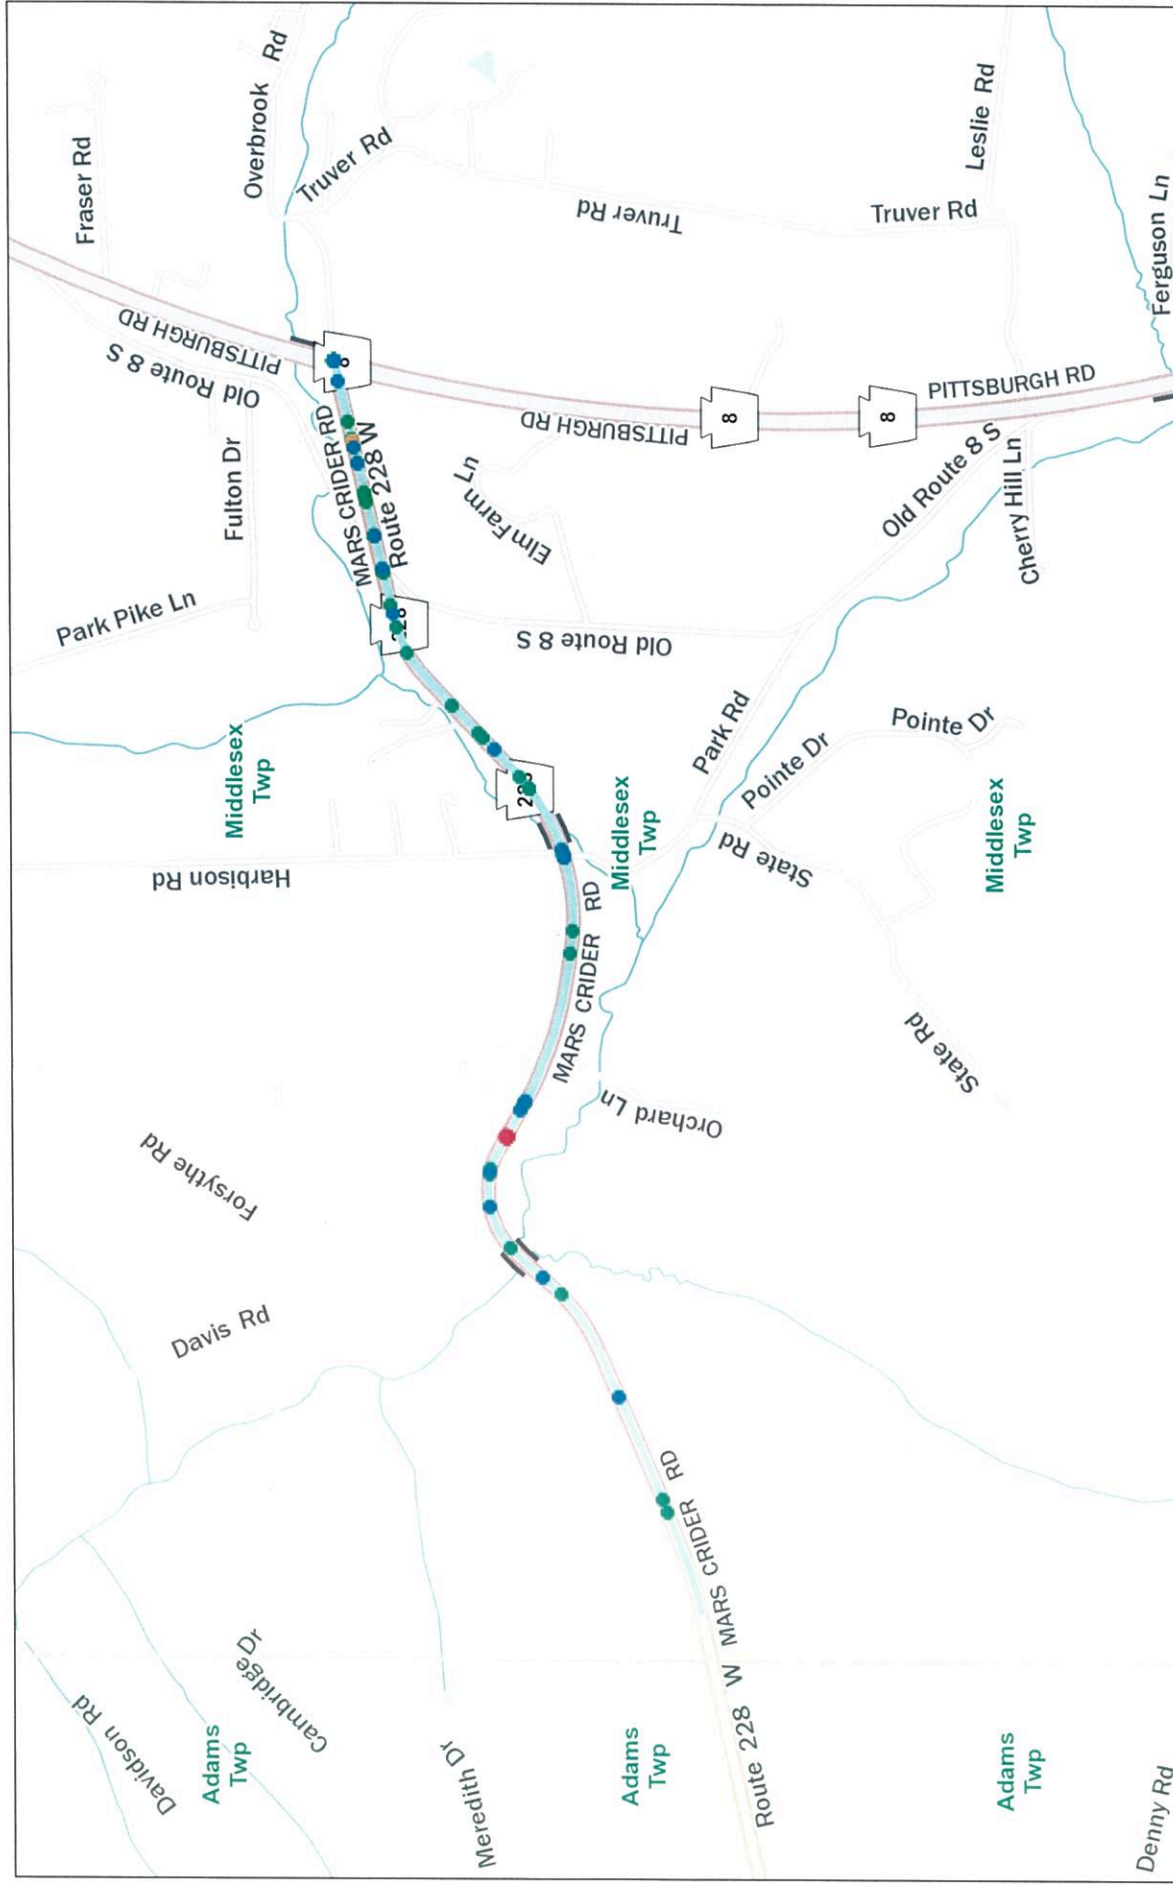 Fraser Rd
Overbrook Rd
Truver Rd
Truver Rd
Truver Rd
Leslie Rd
Ferguson Ln
PITTSBURGH RD
Old Route 8 S
8
MARS CRIDER RD
Route 228 W
Fulton Dr
Park Pike Ln
PITTSBURGH RD
8
8
PITTSBURGH RD
Elm Farm Ln
Old Route 8 S
Cherry Hill Ln
Old Route 8 S
Park Rd
Pointe Dr
Pointe Dr
Middlesex
Twp
Middlesex
Twp
Middlesex
Twp
Harbison Rd
State Rd
State Rd
MARS CRIDER RD
Orchard Ln
Forsythe Rd
Davis Rd
MARS CRIDER RD
Route 228 W
Cambridge Dr
Davidson Rd
Adams
Twp
Meredith Dr
Adams
Twp
Adams
Twp
Denny Rd